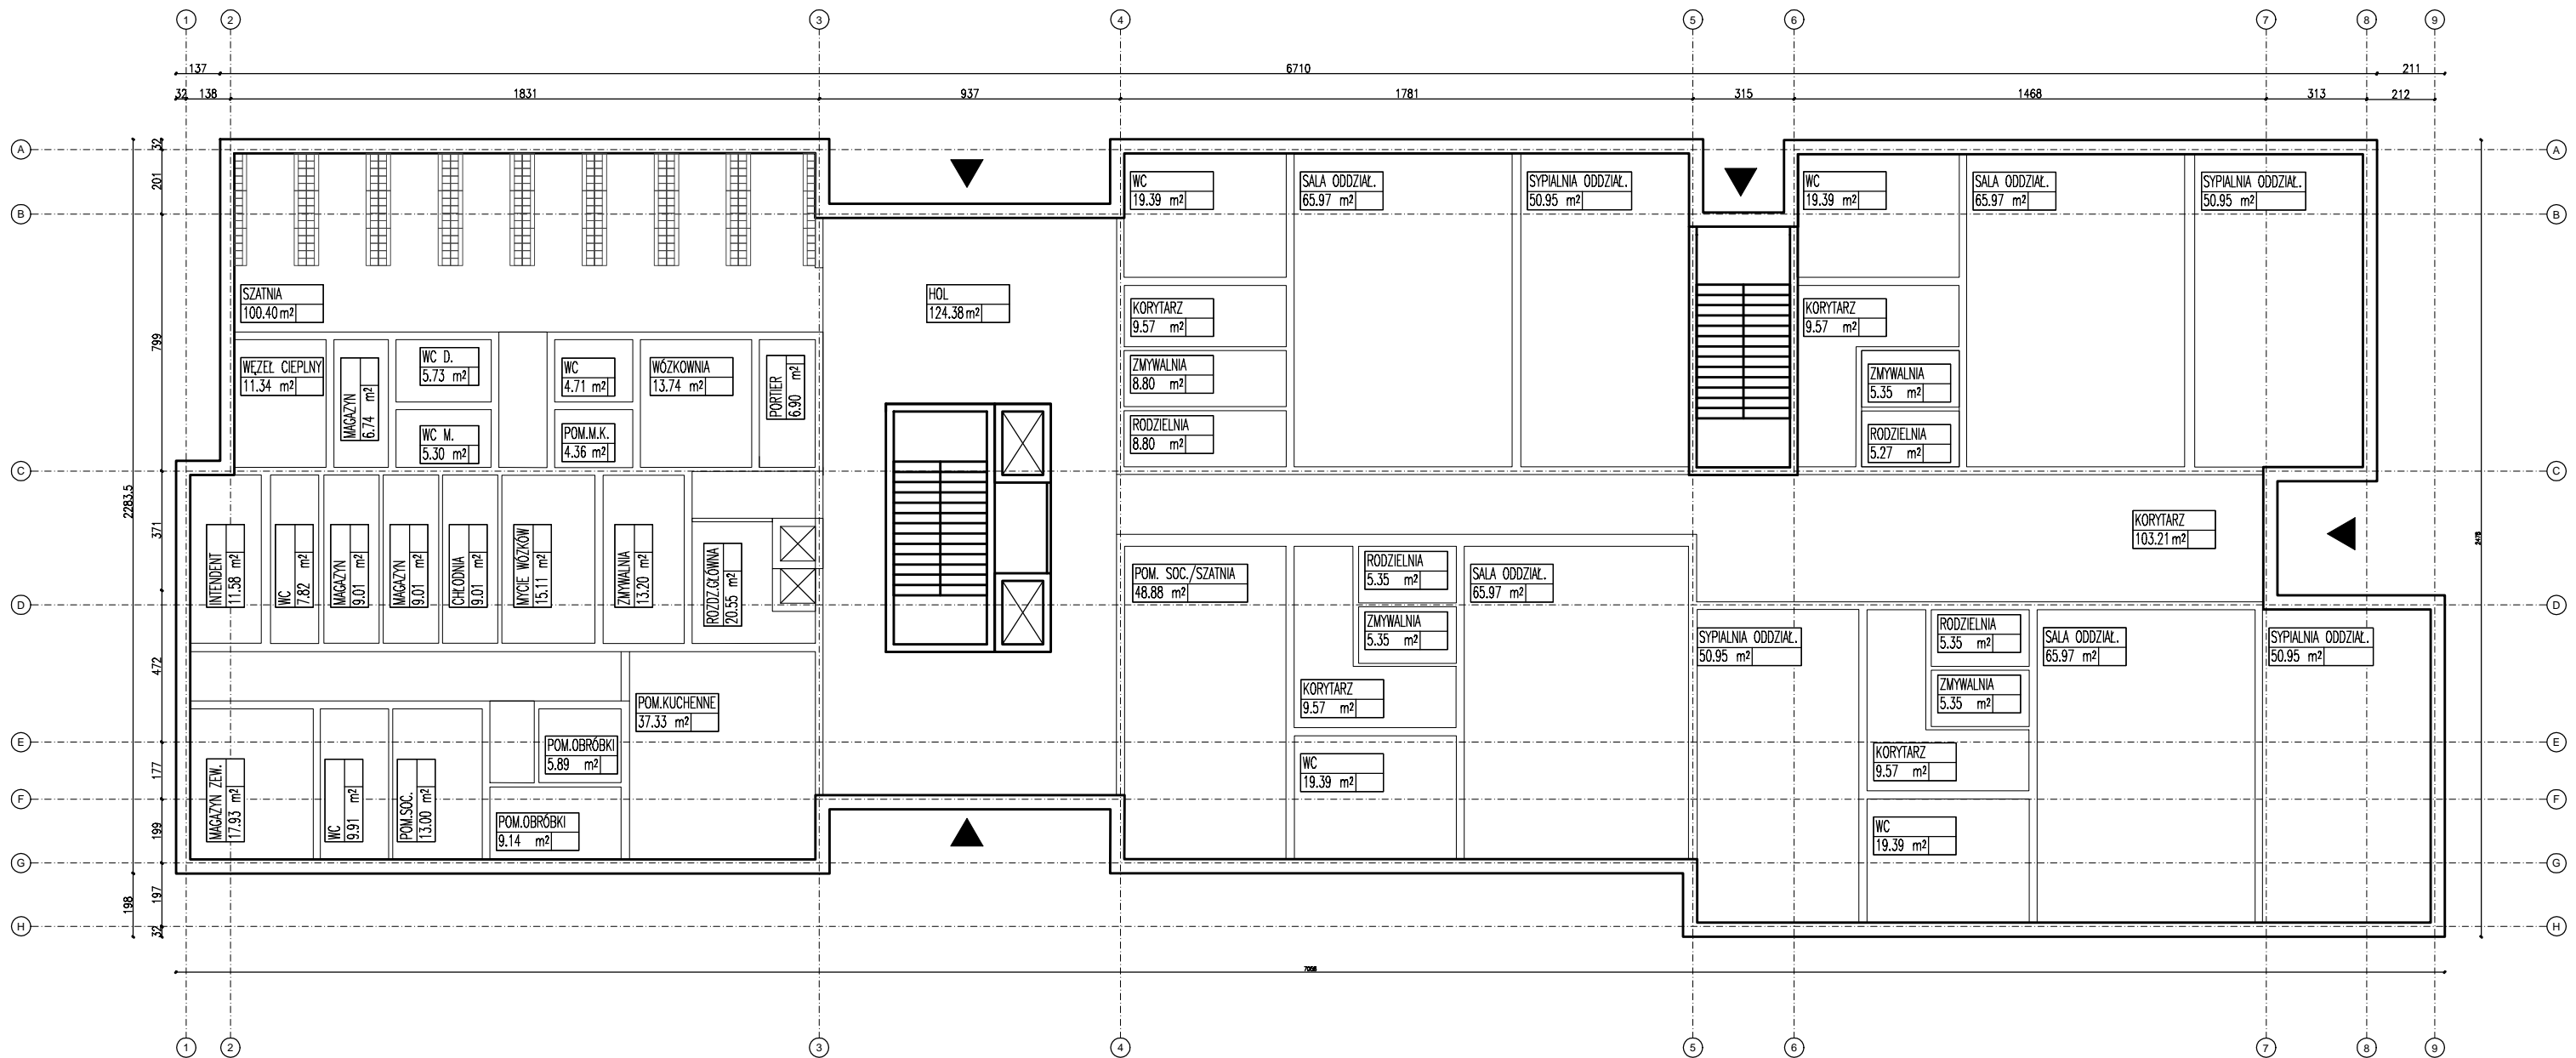 1 2 3 4 5 6 7 8 9
137 6710 211
32 138 1831 937 1781 315 1468 313 212
A A
B B
C C
D D
E E
F F
G G
H H
32
201
799
371
472
177
199
197
32
2283.5
198
2476
WC
19.39 m²
SALA ODDZIAŁ.
65.97 m²
SYPIALNIA ODDZIAŁ.
50.95 m²
WC
19.39 m²
SALA ODDZIAŁ.
65.97 m²
SYPIALNIA ODDZIAŁ.
50.95 m²
SZATNIA
100.40 m²
HOL
124.38 m²
KORYTARZ
9.57 m²
KORYTARZ
9.57 m²
WĘZEŁ CIEPLNY
11.34 m²
MAGAZYN
6.74 m²
WC D.
5.73 m²
WC
4.71 m²
WÓZKOWNIA
13.74 m²
PORTIER
6.90 m²
ZMYWALNIA
8.80 m²
ZMYWALNIA
5.35 m²
WC M.
5.30 m²
POM.M.K.
4.36 m²
RODZIELNIA
8.80 m²
RODZIELNIA
5.27 m²
INTENDENT
11.58 m²
WC
7.82 m²
MAGAZYN
9.01 m²
MAGAZYN
9.01 m²
CHŁODNIA
9.01 m²
MYCIE WÓZKÓW
15.11 m²
ZMYWALNIA
13.20 m²
ROZDZ.GŁÓWNA
20.55 m²
KORYTARZ
103.21 m²
POM. SOC./SZATNIA
48.88 m²
RODZIELNIA
5.35 m²
SALA ODDZIAŁ.
65.97 m²
ZMYWALNIA
5.35 m²
SYPIALNIA ODDZIAŁ.
50.95 m²
RODZIELNIA
5.35 m²
SALA ODDZIAŁ.
65.97 m²
SYPIALNIA ODDZIAŁ.
50.95 m²
KORYTARZ
9.57 m²
ZMYWALNIA
5.35 m²
POM.KUCHENNE
37.33 m²
POM.OBRÓBKI
5.89 m²
WC
19.39 m²
KORYTARZ
9.57 m²
MAGAZYN ZEW.
17.93 m²
WC
9.91 m²
POM.SOC.
13.00 m²
POM.OBRÓBKI
9.14 m²
WC
19.39 m²
1 2 3 4 5 6 7 8 9